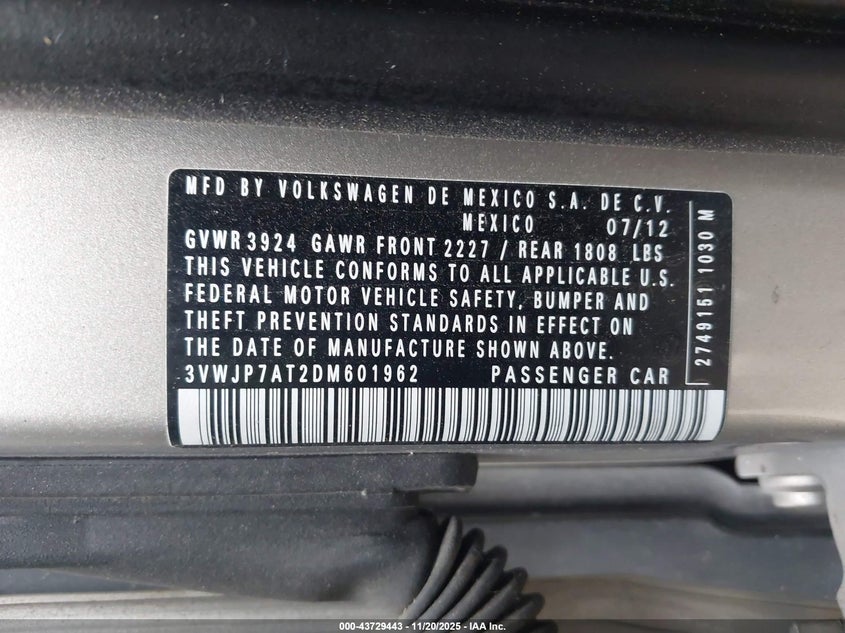 MFD BY VOLKSWAGEN DE MEXICO S.A. DE C.V.
MEXICO 07/12
GVWR 3924 GAWR FRONT 2227 / REAR 1808 LBS
THIS VEHICLE CONFORMS TO ALL APPLICABLE U.S.
FEDERAL MOTOR VEHICLE SAFETY, BUMPER AND
THEFT PREVENTION STANDARDS IN EFFECT ON
THE DATE OF MANUFACTURE SHOWN ABOVE.
3VWJP7AT2DM601962 PASSENGER CAR
2749151 1030 M
000-43729443 - 11/20/2025 - IAA Inc.